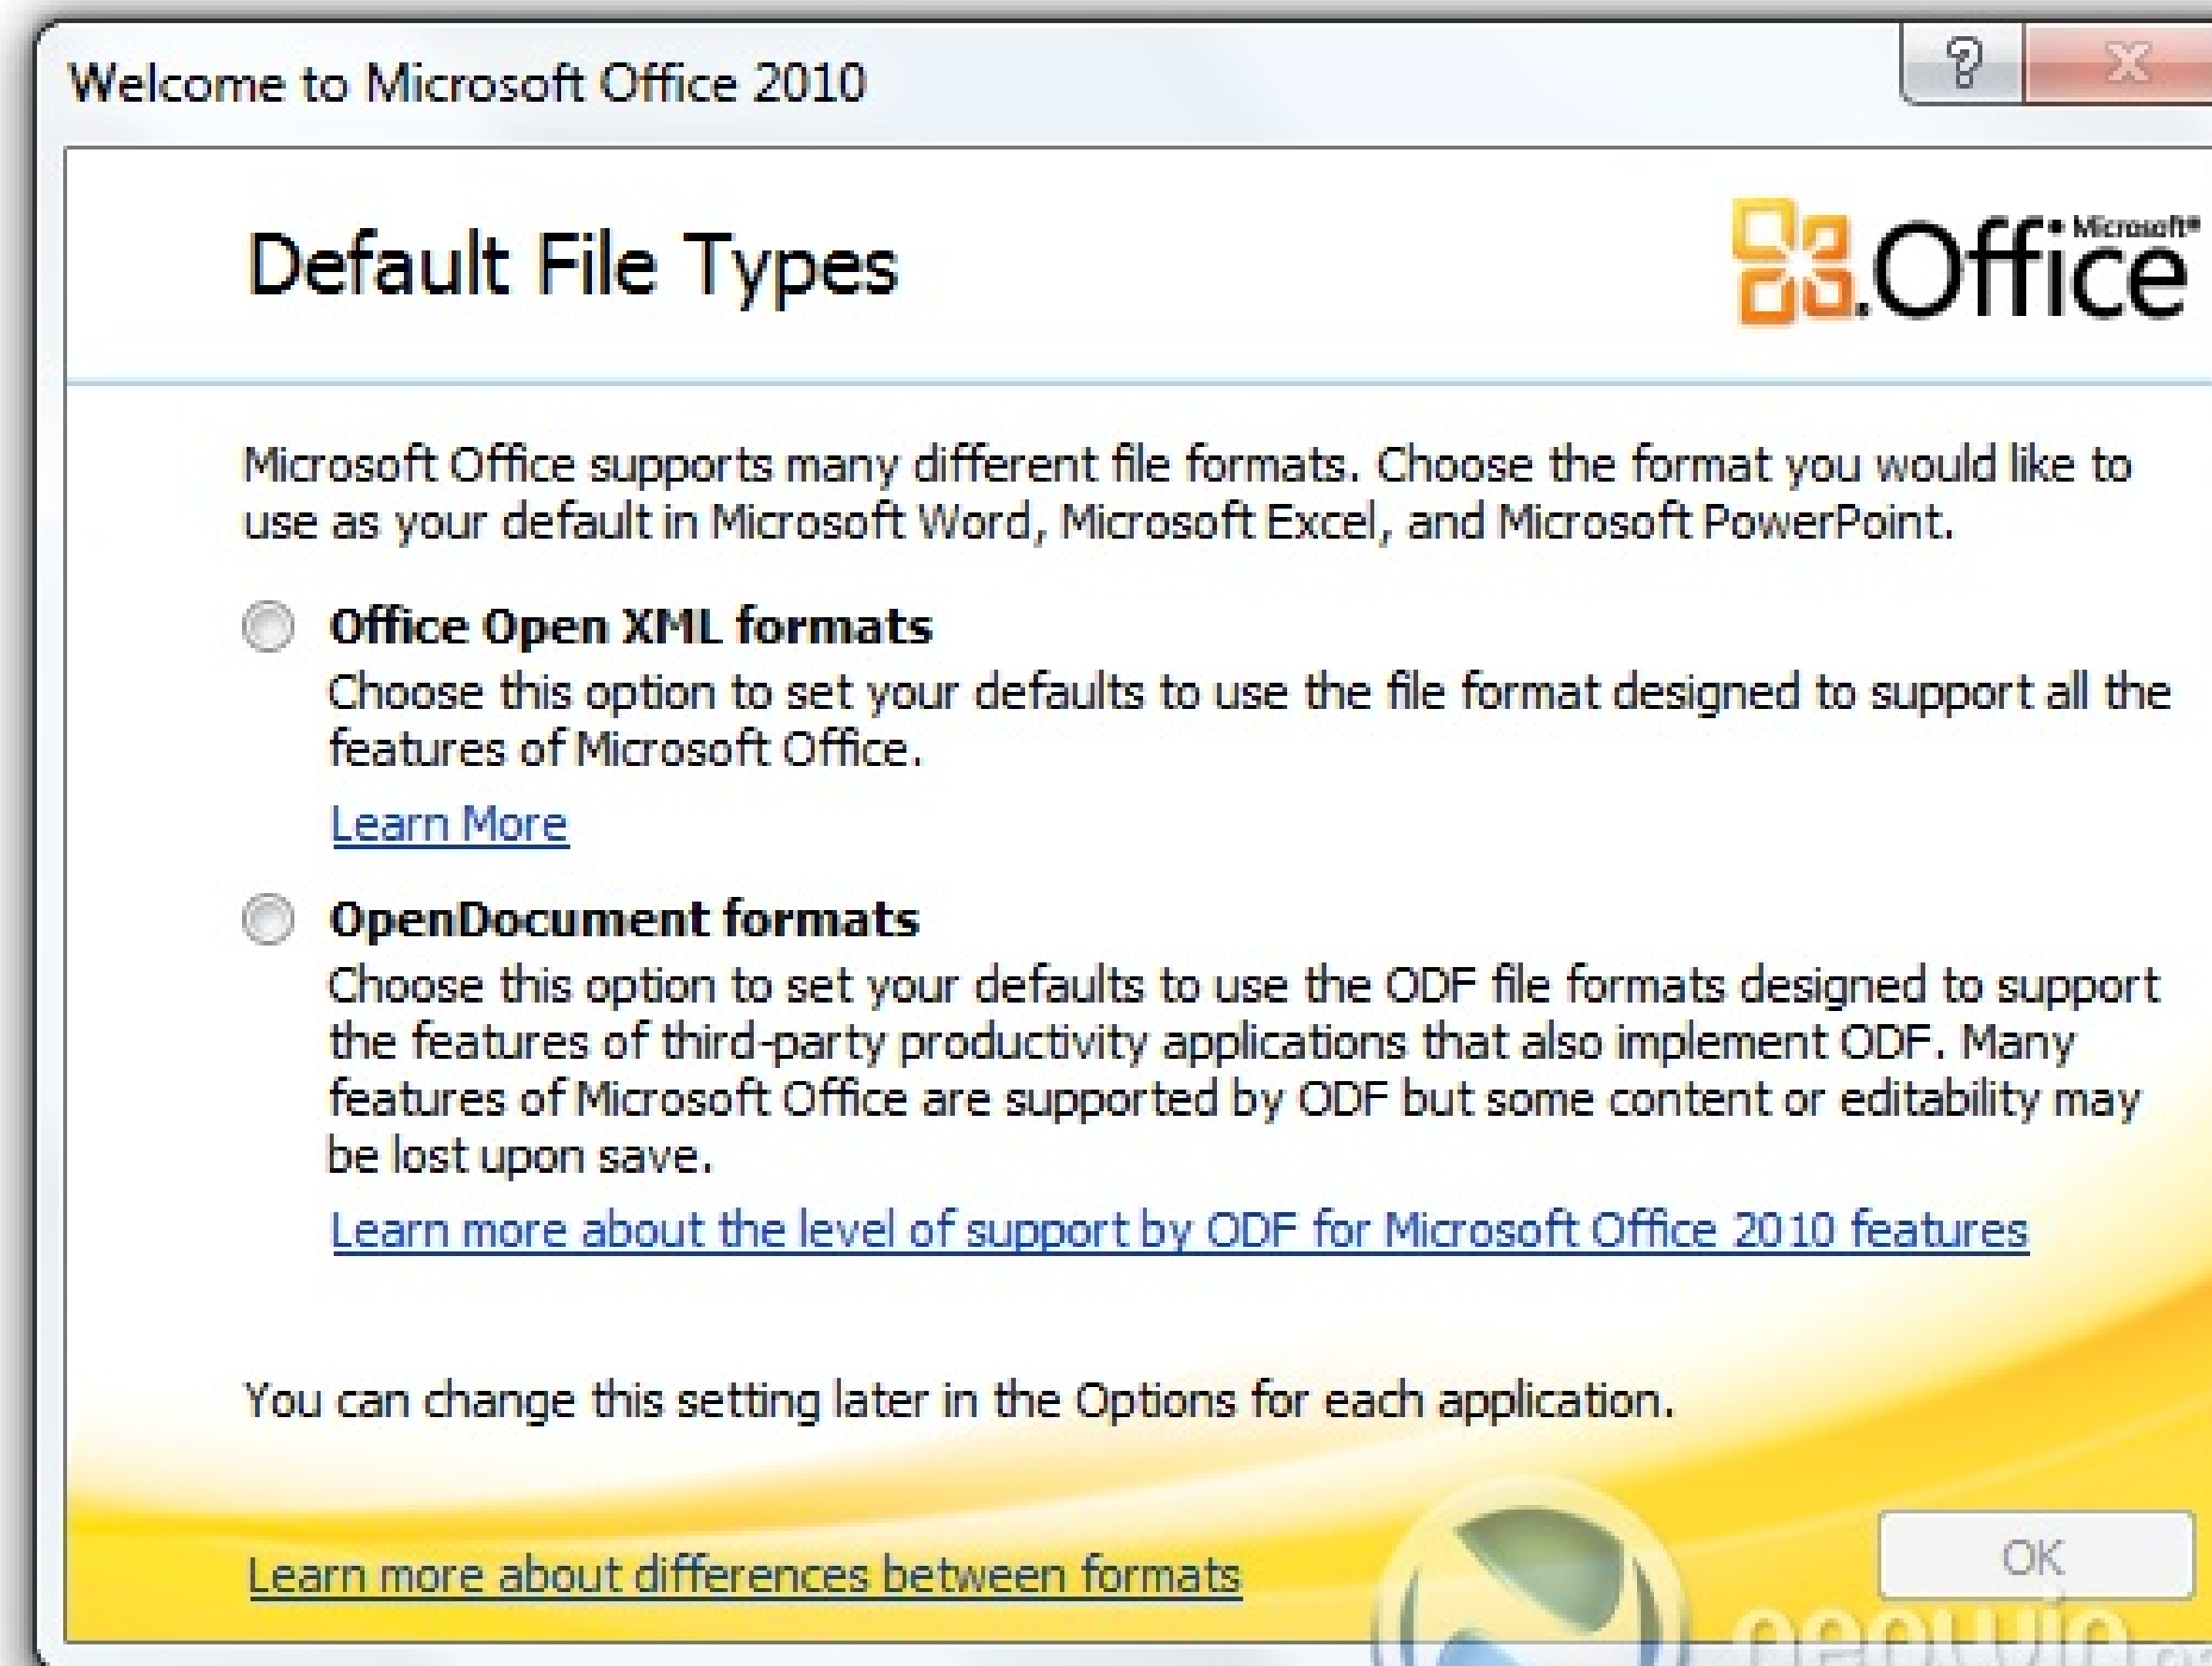 Welcome to Microsoft Office 2010
Default File Types
Microsoft®
Office
Microsoft Office supports many different file formats. Choose the format you would like to
use as your default in Microsoft Word, Microsoft Excel, and Microsoft PowerPoint.
Office Open XML formats
Choose this option to set your defaults to use the file format designed to support all the
features of Microsoft Office.
Learn More
OpenDocument formats
Choose this option to set your defaults to use the ODF file formats designed to support
the features of third-party productivity applications that also implement ODF. Many
features of Microsoft Office are supported by ODF but some content or editability may
be lost upon save.
Learn more about the level of support by ODF for Microsoft Office 2010 features
You can change this setting later in the Options for each application.
OK
Learn more about differences between formats
neowin